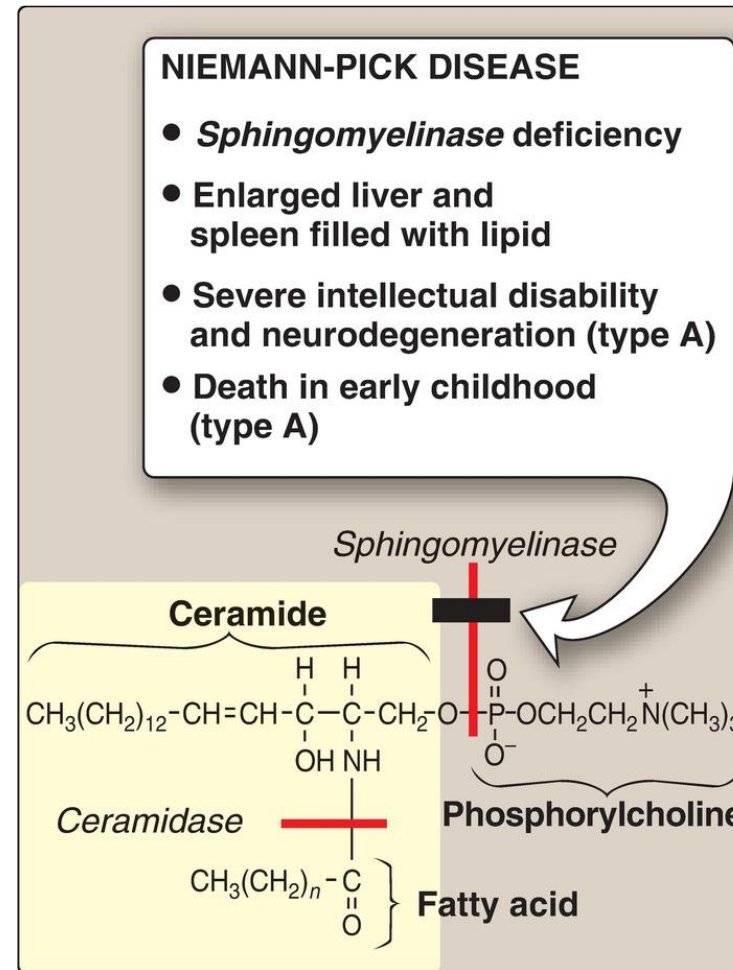 NIEMANN-PICK DISEASE
• Sphingomyelinase deficiency
• Enlarged liver and
spleen filled with lipid
• Severe intellectual disability
and neurodegeneration (type A)
• Death in early childhood
(type A)
Sphingomyelinase
Ceramide
H H O
CH₃(CH₂)₁₂-CH=CH-C-C-CH₂-O-P-OCH₂CH₂N⁺(CH₃)₃
OH NH O⁻
Ceramidase
Phosphorylcholine
CH₃(CH₂)ₙ-C
O
Fatty acid